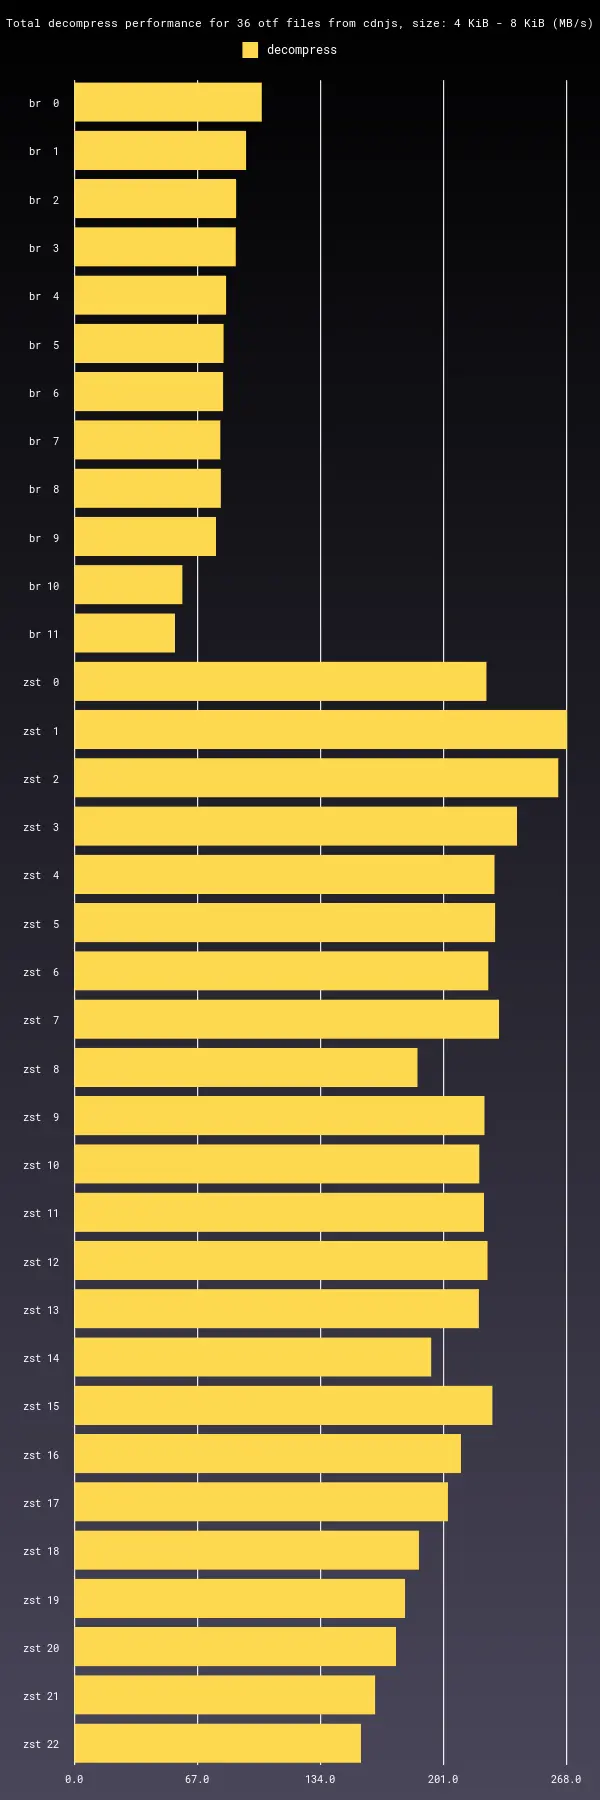 Total decompress performance for 36 otf files from cdnjs, size: 4 KiB - 8 KiB (MB/s)
decompress
br  0
br  1
br  2
br  3
br  4
br  5
br  6
br  7
br  8
br  9
br 10
br 11
zst  0
zst  1
zst  2
zst  3
zst  4
zst  5
zst  6
zst  7
zst  8
zst  9
zst 10
zst 11
zst 12
zst 13
zst 14
zst 15
zst 16
zst 17
zst 18
zst 19
zst 20
zst 21
zst 22
0.0 67.0 134.0 201.0 268.0